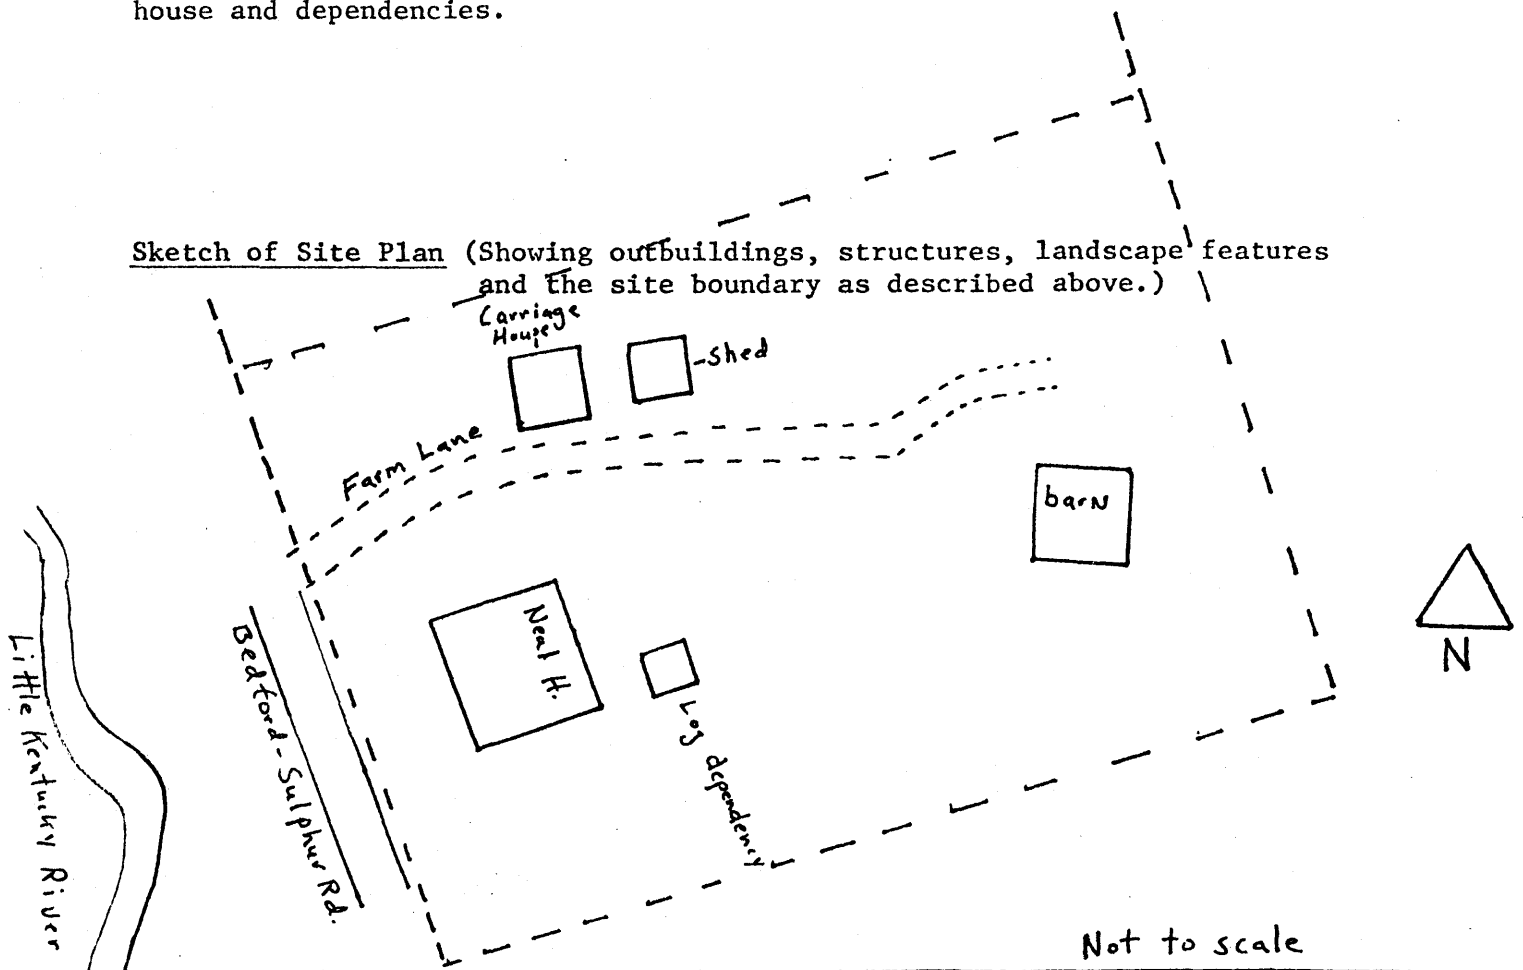 house and dependencies.
Sketch of Site Plan (Showing outbuildings, structures, landscape features
and the site boundary as described above.)
Carriage
House
-Shed
Farm Lane
barN
Neal H.
Log dependency
Bedford-Sulphur Rd.
Little Kentucky River
N
Not to scale